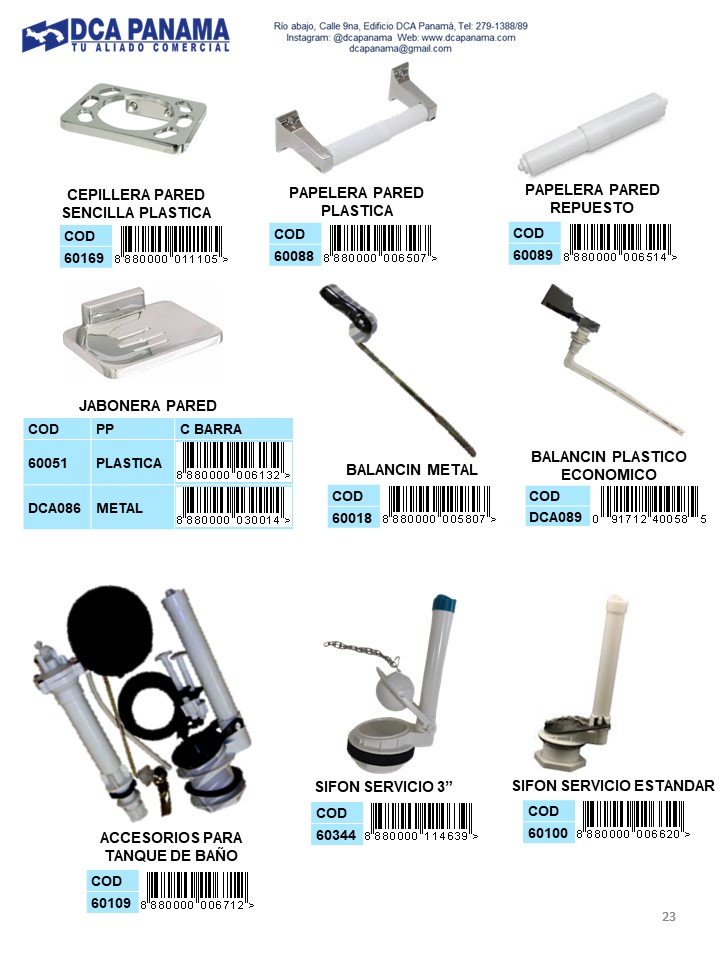 DCA PANAMA
TU ALIADO COMERCIAL
Río abajo, Calle 9na, Edificio DCA Panamá, Tel: 279-1388/89
Instagram: @dcapanama Web: www.dcapanama.com
dcapanama@gmail.com
CEPILLERA PARED
SENCILLA PLASTICA
COD
60169
8 880000 011105 >
PAPELERA PARED
PLASTICA
COD
60088
8 880000 006507 >
PAPELERA PARED
REPUESTO
COD
60089
8 880000 006514 >
JABONERA PARED
COD PP C BARRA
60051 PLASTICA 8 880000 006132 >
DCA086 METAL 8 880000 030014 >
BALANCIN METAL
COD
60018
8 880000 005807 >
BALANCIN PLASTICO
ECONOMICO
COD
DCA089
0 91712 40058 5
ACCESORIOS PARA
TANQUE DE BAÑO
COD
60109
8 880000 006712 >
SIFON SERVICIO 3”
COD
60344
8 880000 114639 >
SIFON SERVICIO ESTANDAR
COD
60100
8 880000 006620 >
23